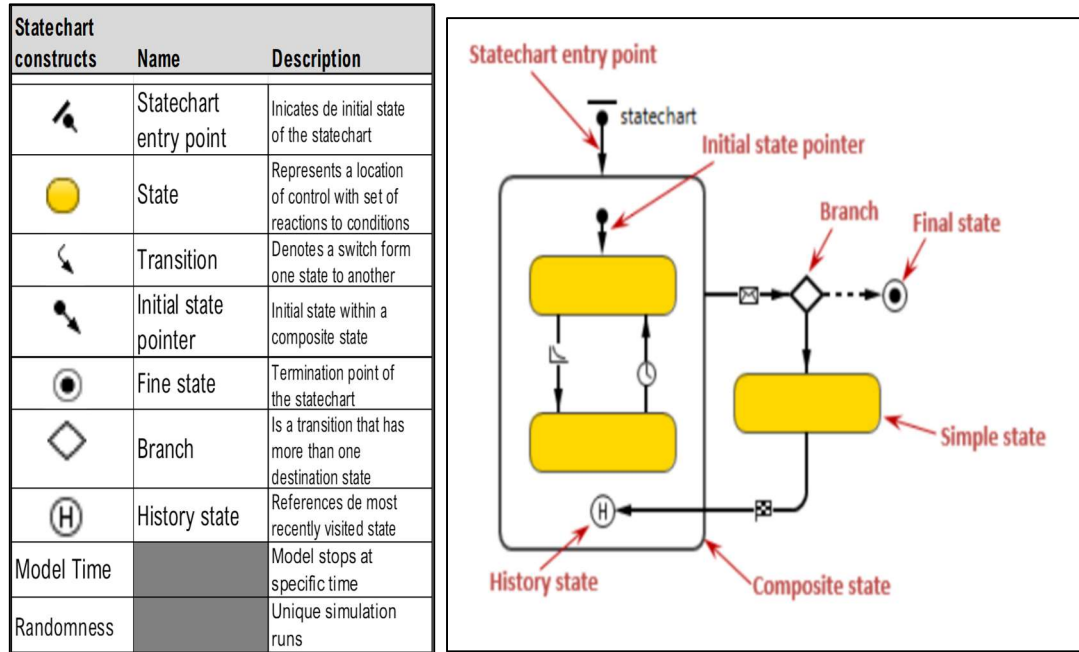 Statechart
constructs Name Description
Statechart
entry point
Inicates de initial state
of the statechart
State
Represents a location
of control with set of
reactions to conditions
Transition
Denotes a switch form
one state to another
Initial state
pointer
Initial state within a
composite state
Fine state
Termination point of
the statechart
Branch
Is a transition that has
more than one
destination state
H
History state
References de most
recently visited state
Model Time
Model stops at
specific time
Randomness
Unique simulation
runs
Statechart entry point
statechart
Initial state pointer
Branch
Final state
Simple state
H
History state
Composite state